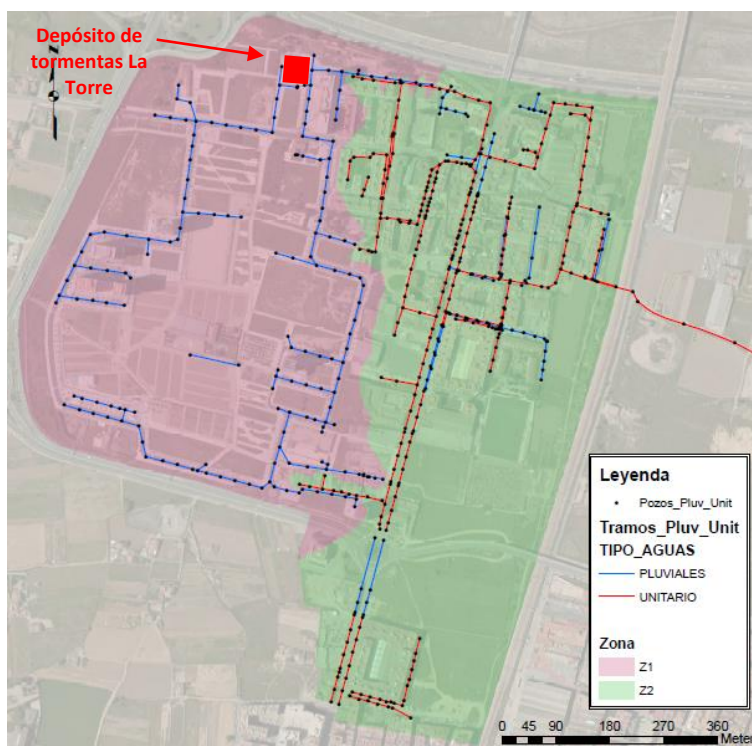 Depósito de
tormentas La
Torre
Leyenda
Pozos_Pluv_Unit
Tramos_Pluv_Unit
TIPO_AGUAS
PLUVIALES
UNITARIO
Zona
Z1
Z2
0 45 90 180 270 360
Mete